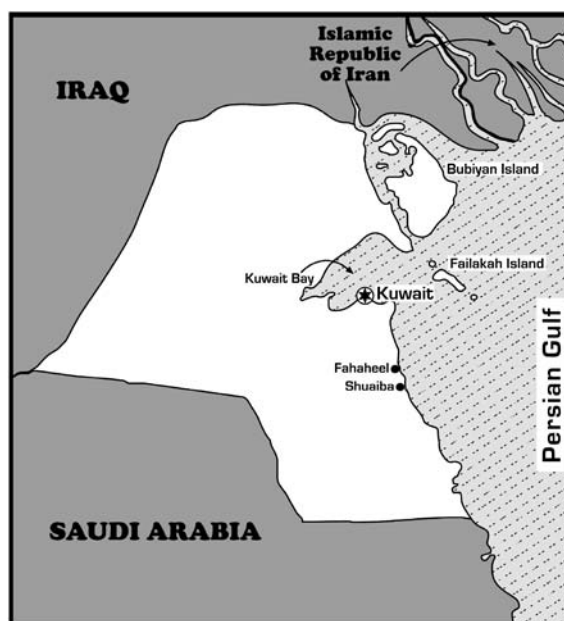 Islamic
Republic
of Iran
IRAQ
Bubiyan Island
Failakah Island
Kuwait Bay
Kuwait
Persian Gulf
Fahaheel
Shuaiba
SAUDI ARABIA